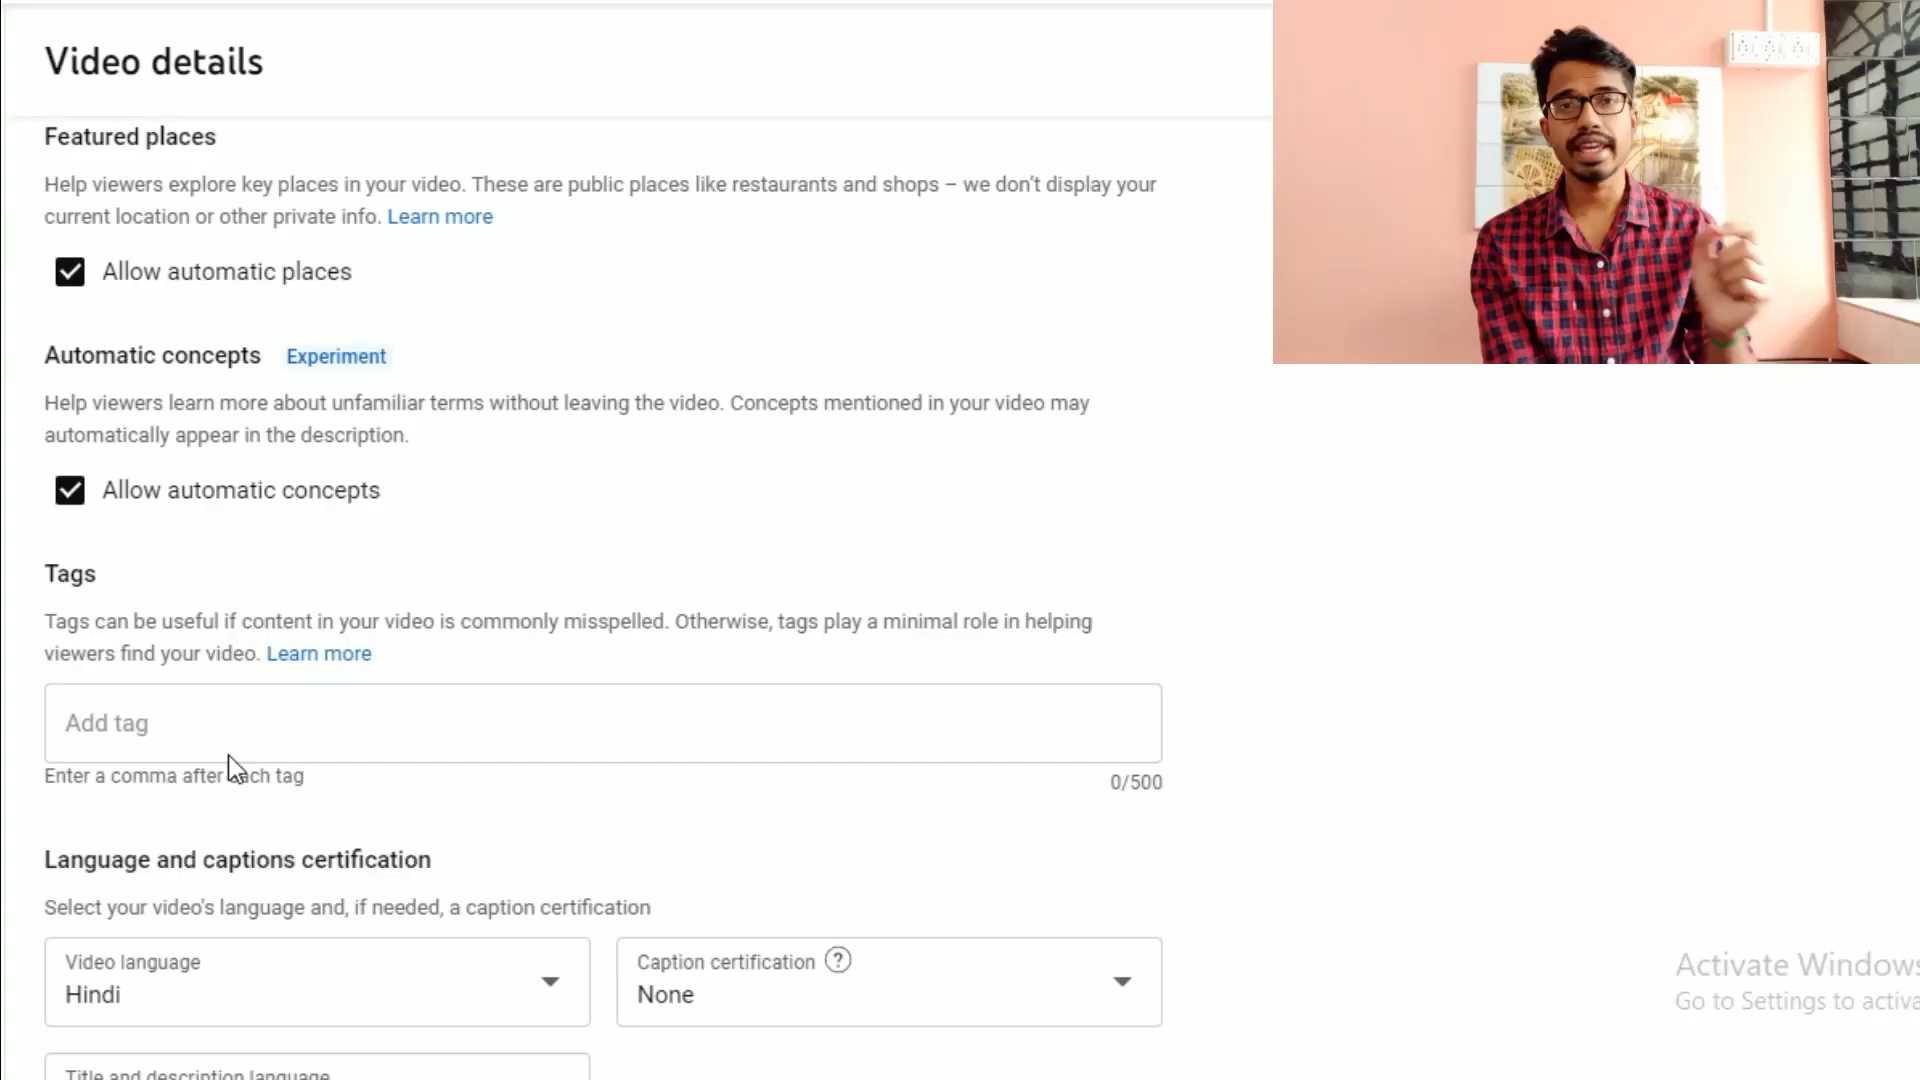 Video details
Featured places
Help viewers explore key places in your video. These are public places like restaurants and shops – we don't display your
current location or other private info. Learn more
Allow automatic places
Automatic concepts Experiment
Help viewers learn more about unfamiliar terms without leaving the video. Concepts mentioned in your video may
automatically appear in the description.
Allow automatic concepts
Tags
Tags can be useful if content in your video is commonly misspelled. Otherwise, tags play a minimal role in helping
viewers find your video. Learn more
Add tag
Enter a comma after each tag
0/500
Language and captions certification
Select your video's language and, if needed, a caption certification
Video language
Hindi
Caption certification ?
None
Title and description language
Activate Windows
Go to Settings to activa